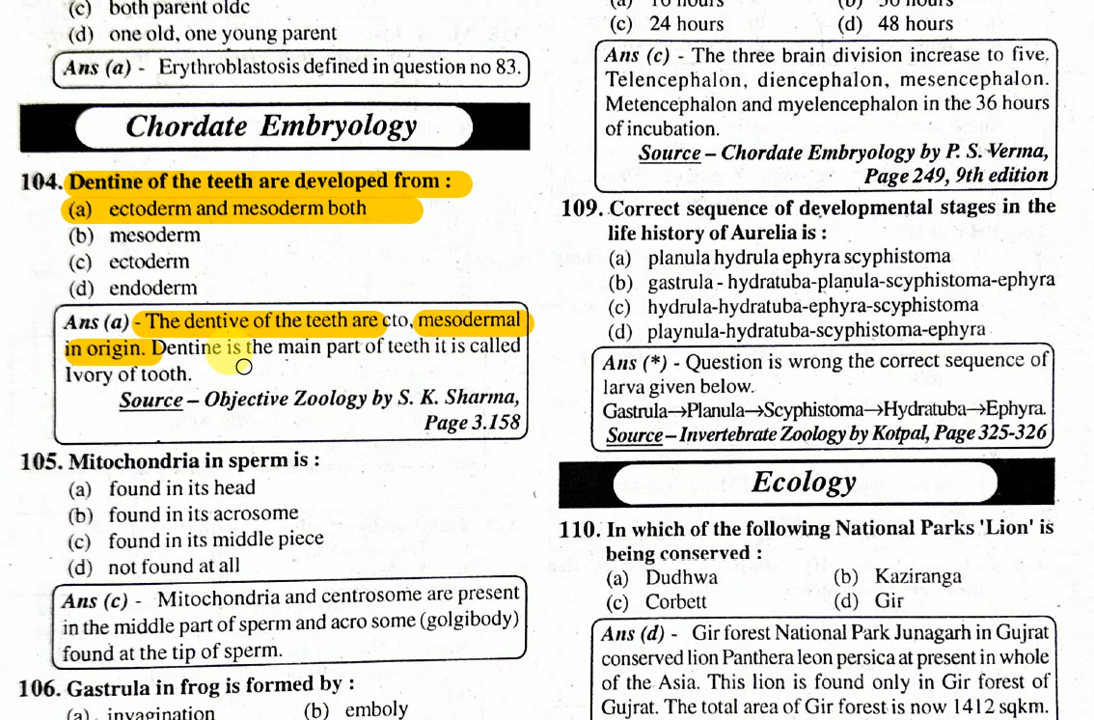 (c) both parent oldc
(d) one old, one young parent
Ans (a) - Erythroblastosis defined in question no 83.
Chordate Embryology
104. Dentine of the teeth are developed from :
(a) ectoderm and mesoderm both
(b) mesoderm
(c) ectoderm
(d) endoderm
Ans (a) - The dentive of the teeth are cto, mesodermal
in origin. Dentine is the main part of teeth it is called
Ivory of tooth.
Source – Objective Zoology by S. K. Sharma,
Page 3.158
105. Mitochondria in sperm is :
(a) found in its head
(b) found in its acrosome
(c) found in its middle piece
(d) not found at all
Ans (c) - Mitochondria and centrosome are present
in the middle part of sperm and acro some (golgibody)
found at the tip of sperm.
106. Gastrula in frog is formed by :
(a) invagination (b) emboly
(c) 24 hours (d) 48 hours
Ans (c) - The three brain division increase to five.
Telencephalon, diencephalon, mesencephalon.
Metencephalon and myelencephalon in the 36 hours
of incubation.
Source – Chordate Embryology by P. S. Verma,
Page 249, 9th edition
109. Correct sequence of developmental stages in the
life history of Aurelia is :
(a) planula hydrula ephyra scyphistoma
(b) gastrula - hydratuba-planula-scyphistoma-ephyra
(c) hydrula-hydratuba-ephyra-scyphistoma
(d) playnula-hydratuba-scyphistoma-ephyra
Ans (*) - Question is wrong the correct sequence of
larva given below.
Gastrula→Planula→Scyphistoma→Hydratuba→Ephyra.
Source – Invertebrate Zoology by Kotpal, Page 325-326
Ecology
110. In which of the following National Parks 'Lion' is
being conserved :
(a) Dudhwa (b) Kaziranga
(c) Corbett (d) Gir
Ans (d) - Gir forest National Park Junagarh in Gujrat
conserved lion Panthera leon persica at present in whole
of the Asia. This lion is found only in Gir forest of
Gujrat. The total area of Gir forest is now 1412 sqkm.